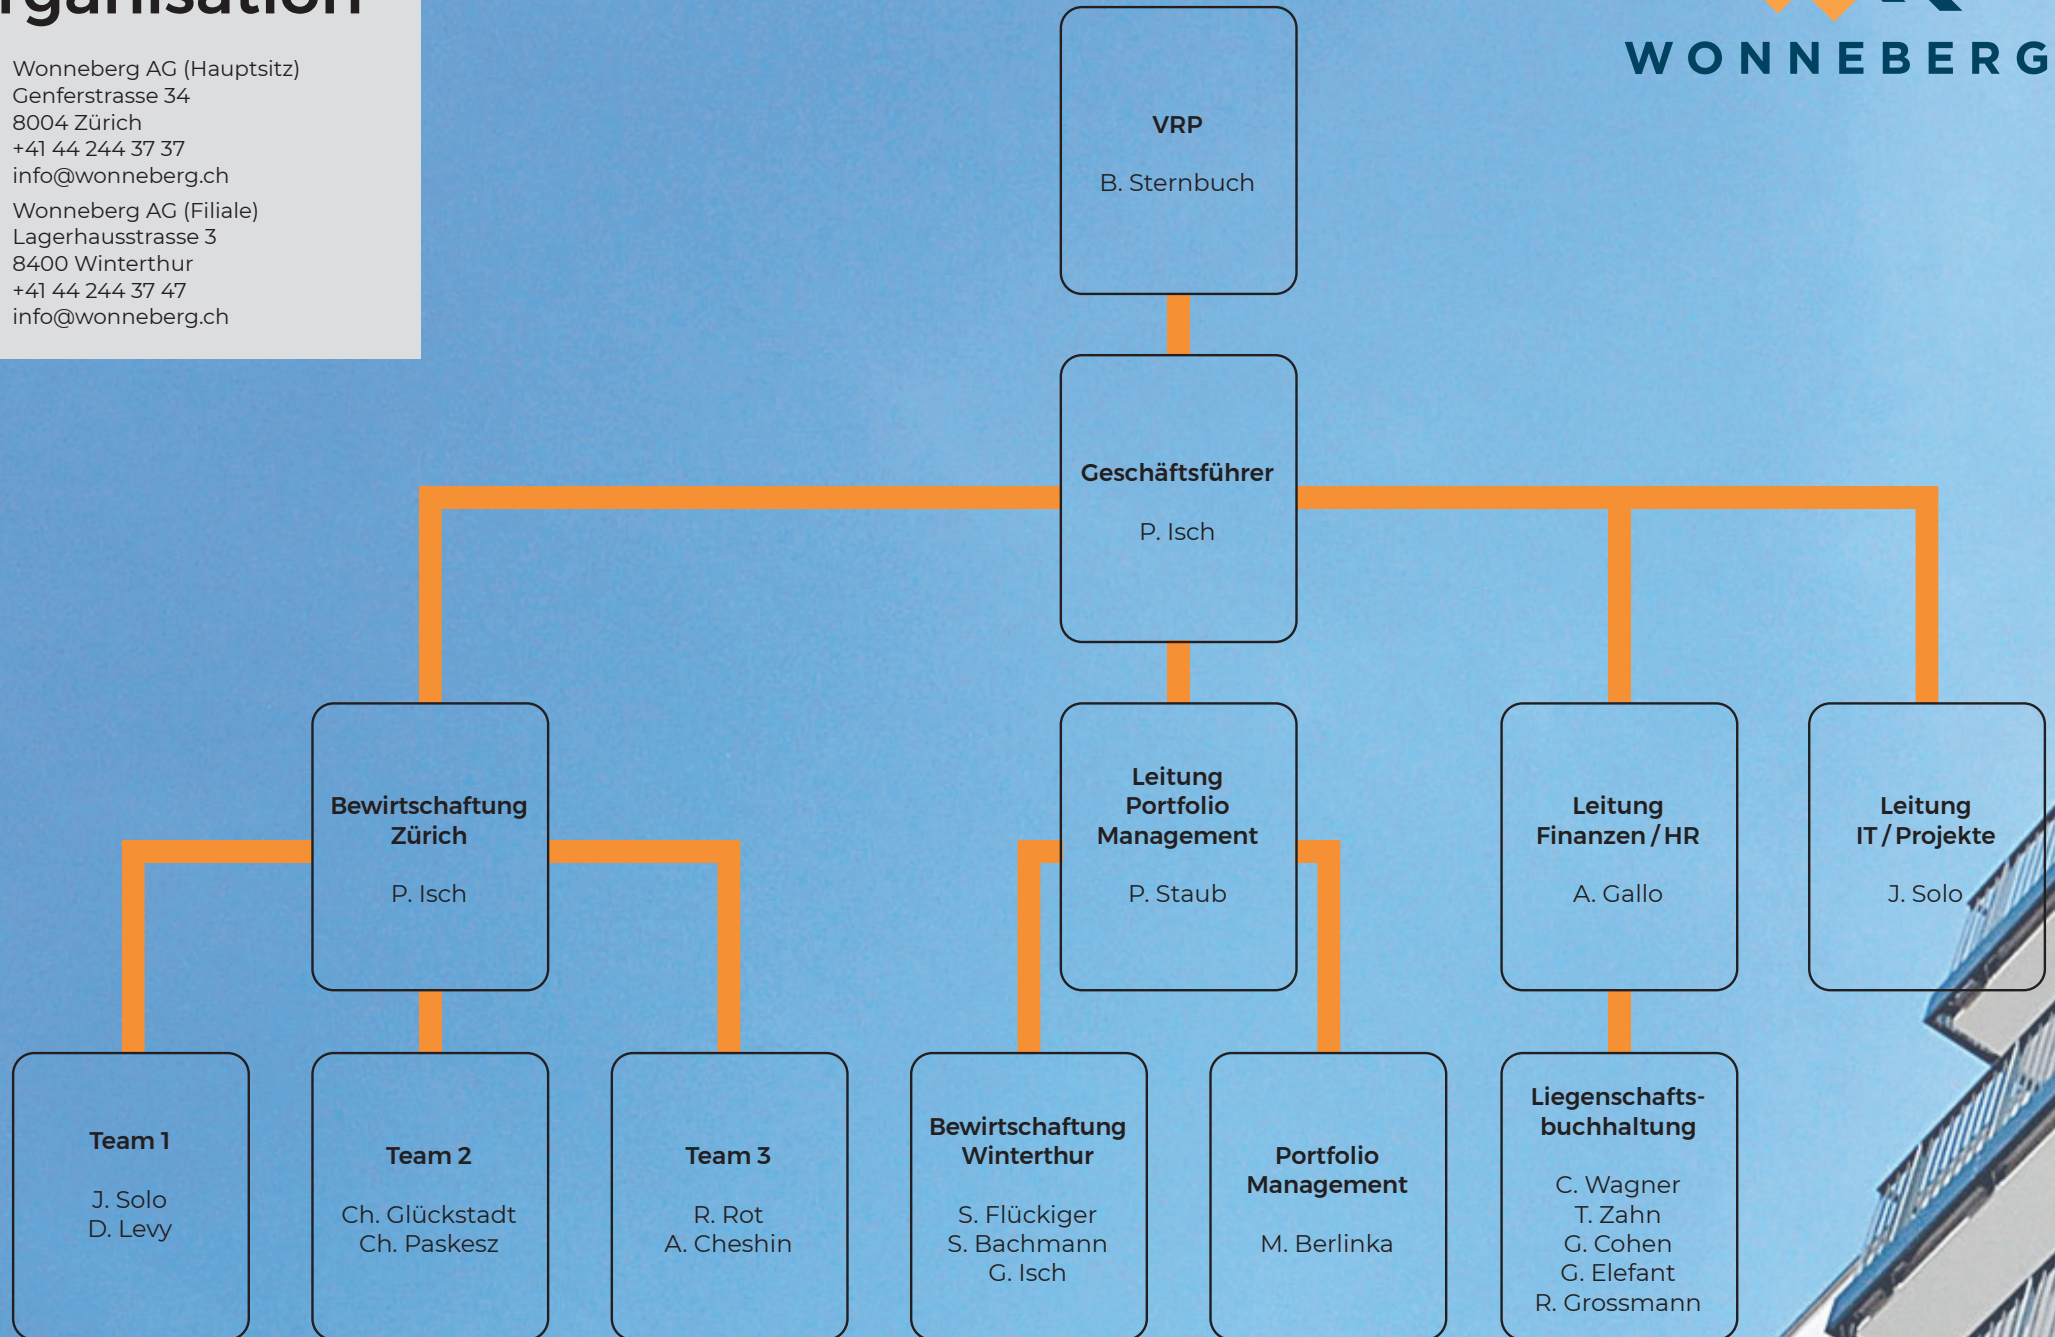 rganisation
Wonneberg AG (Hauptsitz)
Genferstrasse 34
8004 Zürich
+41 44 244 37 37
info@wonneberg.ch
Wonneberg AG (Filiale)
Lagerhausstrasse 3
8400 Winterthur
+41 44 244 37 47
info@wonneberg.ch
WONNEBERG
VRP
B. Sternbuch
Geschäftsführer
P. Isch
Bewirtschaftung
Zürich
P. Isch
Leitung
Portfolio
Management
P. Staub
Leitung
Finanzen / HR
A. Gallo
Leitung
IT / Projekte
J. Solo
Team 1
J. Solo
D. Levy
Team 2
Ch. Glückstadt
Ch. Paskesz
Team 3
R. Rot
A. Cheshin
Bewirtschaftung
Winterthur
S. Flückiger
S. Bachmann
G. Isch
Portfolio
Management
M. Berlinka
Liegenschafts-
buchhaltung
C. Wagner
T. Zahn
G. Cohen
G. Elefant
R. Grossmann